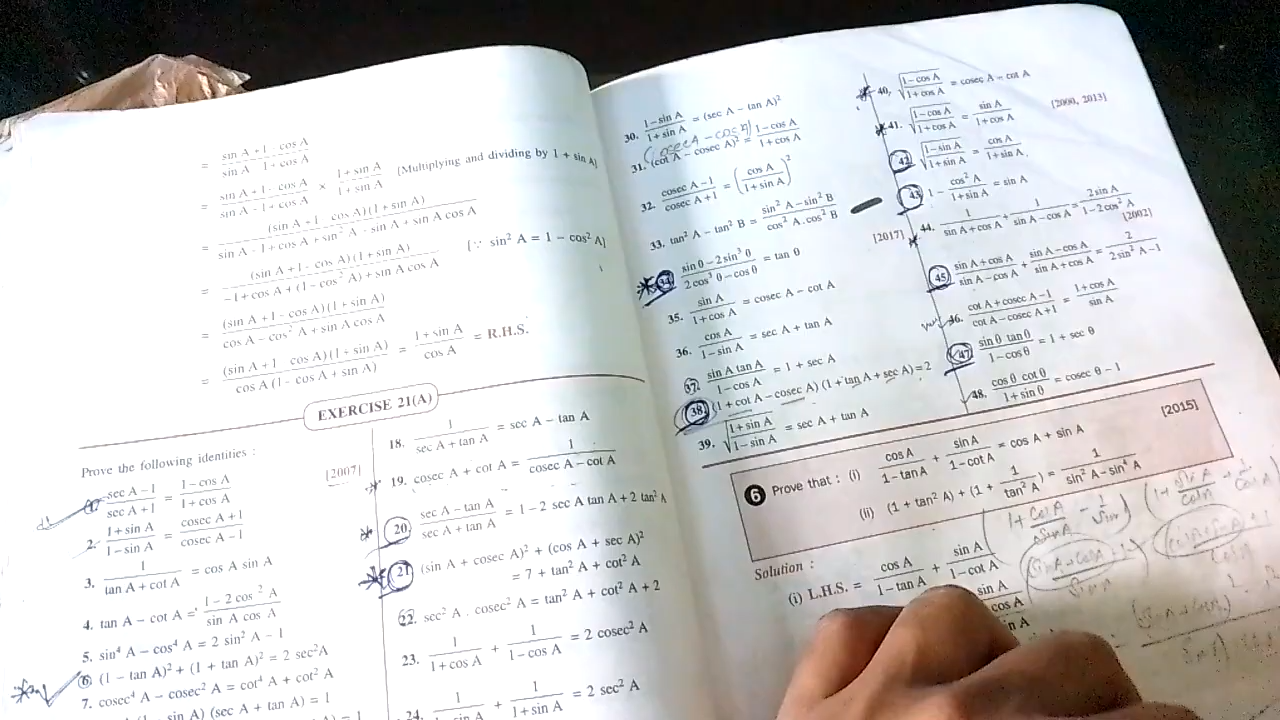 = (sin A + 1 - cos A)/(sin A - 1 + cos A)
= (sin A + 1 - cos A)/(sin A - 1 + cos A) × (1 + sin A)/(1 + sin A) (Multiplying and dividing by 1 + sin A)
= (sin A + 1 - cos A)(1 + sin A)/(sin A - 1 + cos A + sin² A - sin A + sin A cos A)
= (sin A + 1 - cos A)(1 + sin A)/(-1 + cos A + (1 - cos² A) + sin A cos A) [∵ sin² A = 1 - cos² A]
= (sin A + 1 - cos A)(1 + sin A)/(cos A - cos² A + sin A cos A)
= (sin A + 1 - cos A)(1 + sin A)/(cos A (1 - cos A + sin A)) = (1 + sin A)/(cos A) = R.H.S.
EXERCISE 21(A)
Prove the following identities :
1. (sec A - 1)/(sec A + 1) = (1 - cos A)/(1 + cos A) [2007]
2. (1 + sin A)/(1 - sin A) = (cosec A + 1)/(cosec A - 1)
3. 1/(tan A + cot A) = cos A sin A
4. tan A - cot A = (1 - 2 cos² A)/(sin A cos A)
5. sin⁴ A - cos⁴ A = 2 sin² A - 1
6. (1 - tan A)² + (1 + tan A)² = 2 sec²A
7. cosec⁴ A - cosec² A = cot⁴ A + cot² A
sin A) (sec A + tan A) = 1
18. 1/(sec A + tan A) = sec A - tan A
19. cosec A + cot A = 1/(cosec A - cot A)
20. (sec A - tan A)/(sec A + tan A) = 1 - 2 sec A tan A + 2 tan² A
21. (sin A + cosec A)² + (cos A + sec A)²
= 7 + tan² A + cot² A
22. sec² A . cosec² A = tan² A + cot² A + 2
23. 1/(1 + cos A) + 1/(1 - cos A) = 2 cosec² A
24. 1/(1 - sin A) + 1/(1 + sin A) = 2 sec² A
30. (1 - sin A)/(1 + sin A) = (sec A - tan A)²
31. (cot A - cosec A)² = (1 - cos A)/(1 + cos A)
32. (cosec A - 1)/(cosec A + 1) = (cos A/(1 + sin A))²
33. tan² A - tan² B = (sin² A - sin² B)/(cos² A . cos² B)
[2017]
34. (sin θ - 2sin³ θ)/(2cos³ θ - cos θ) = tan θ
35. sin A/(1 + cos A) = cosec A - cot A
36. cos A/(1 - sin A) = sec A + tan A
37. (sin A tan A)/(1 - cos A) = 1 + sec A
38. (1 + cot A - cosec A) (1 + tan A + sec A) = 2
39. √((1 + sin A)/(1 - sin A)) = sec A + tan A
40. √((1 - cos A)/(1 + cos A)) = cosec A - cot A
41. √((1 - cos A)/(1 + cos A)) = sin A/(1 + cos A) [2000, 2013]
42. √((1 - sin A)/(1 + sin A)) = cos A/(1 + sin A)
43. 1 - cos² A/(1 + sin A) = sin A
44. 1/(sin A + cos A) + 1/(sin A - cos A) = 2 sin A/(1 - 2 cos² A)
[2002]
45. (sin A + cos A)/(sin A - cos A) + (sin A - cos A)/(sin A + cos A) = 2/(2 sin² A - 1)
46. (cot A + cosec A - 1)/(cot A - cosec A + 1) = (1 + cos A)/(sin A)
47. (sin θ tan θ)/(1 - cos θ) = 1 + sec θ
48. (cos θ cot θ)/(1 + sin θ) = cosec θ - 1
6 Prove that : (i) cos A/(1 - tan A) + sin A/(1 - cot A) = cos A + sin A [2015]
(ii) (1 + tan² A) + (1 + 1/(tan² A)) = 1/(sin² A - sin⁴ A)
Solution :
(i) L.H.S. = cos A/(1 - tan A) + sin A/(1 - cot A)
sin A
cos A